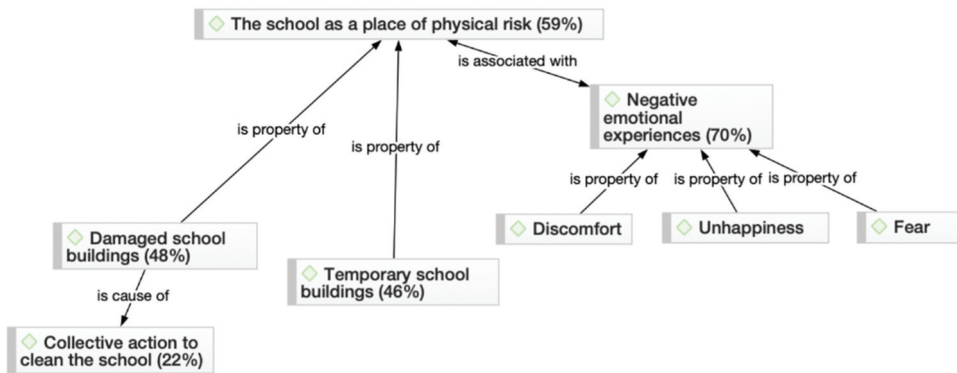 The school as a place of physical risk (59%)
is associated with
Negative
emotional
experiences (70%)
is property of
is property of
is property of
is property of
is property of
Discomfort
Unhappiness
Fear
Damaged school
buildings (48%)
Temporary school
buildings (46%)
is cause of
Collective action to
clean the school (22%)